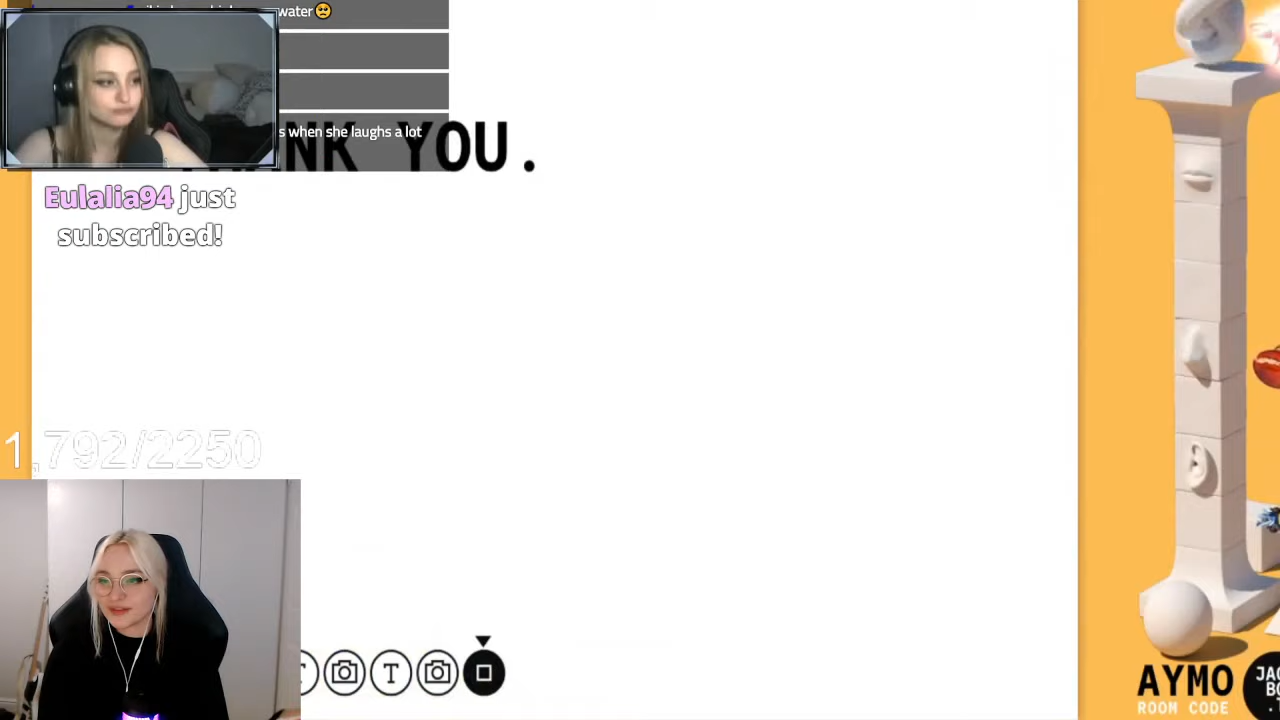 water🥺
s when she laughs a lot
NK YOU.
Eulalia94 just
subscribed!
1,792/2250
T
AYMO
ROOM CODE